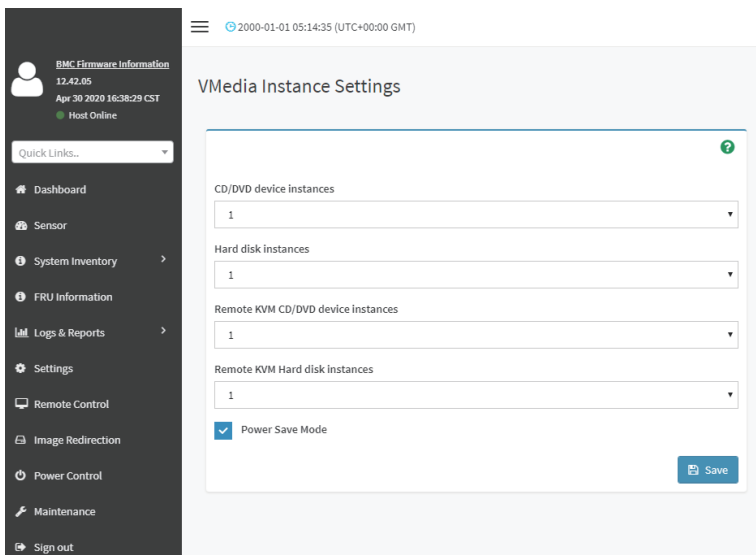 2000-01-01 05:14:35 (UTC+00:00 GMT)
BMC Firmware Information
12.42.05
Apr 30 2020 16:38:29 CST
Host Online
Quick Links..
Dashboard
Sensor
System Inventory
FRU Information
Logs & Reports
Settings
Remote Control
Image Redirection
Power Control
Maintenance
Sign out
VMedia Instance Settings
CD/DVD device instances
1
Hard disk instances
1
Remote KVM CD/DVD device instances
1
Remote KVM Hard disk instances
1
Power Save Mode
Save